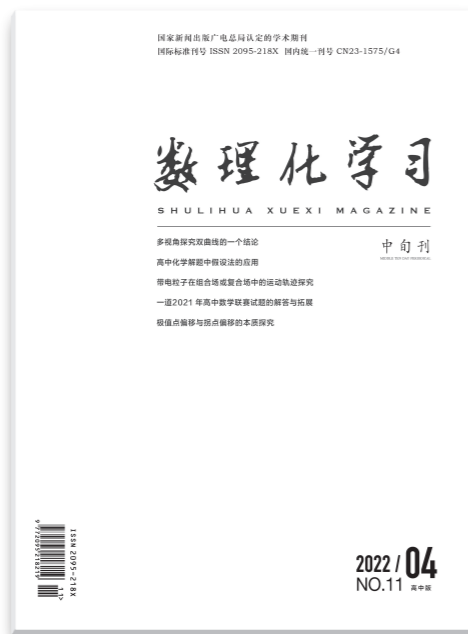 国家新闻出版广电总局认定的学术期刊
国际标准刊号 ISSN 2095-218X 国内统一刊号 CN23-1575/G4
数理化学习
SHULIHUA XUEXI MAGAZINE
多视角探究双曲线的一个结论
中旬刊
高中化学解题中假设法的应用
带电粒子在组合场或复合场中的运动轨迹探究
一道2021年高中数学联赛试题的解答与拓展
极值点偏移与拐点偏移的本质探究
ISSN 2095-218X
2022 / 04
NO.11 高中版